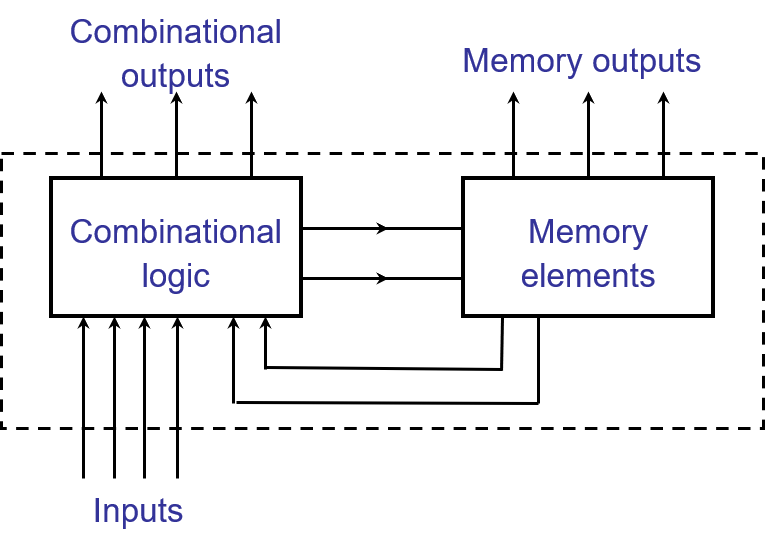 Combinational
outputs
Memory outputs
Combinational
logic
Memory
elements
Inputs